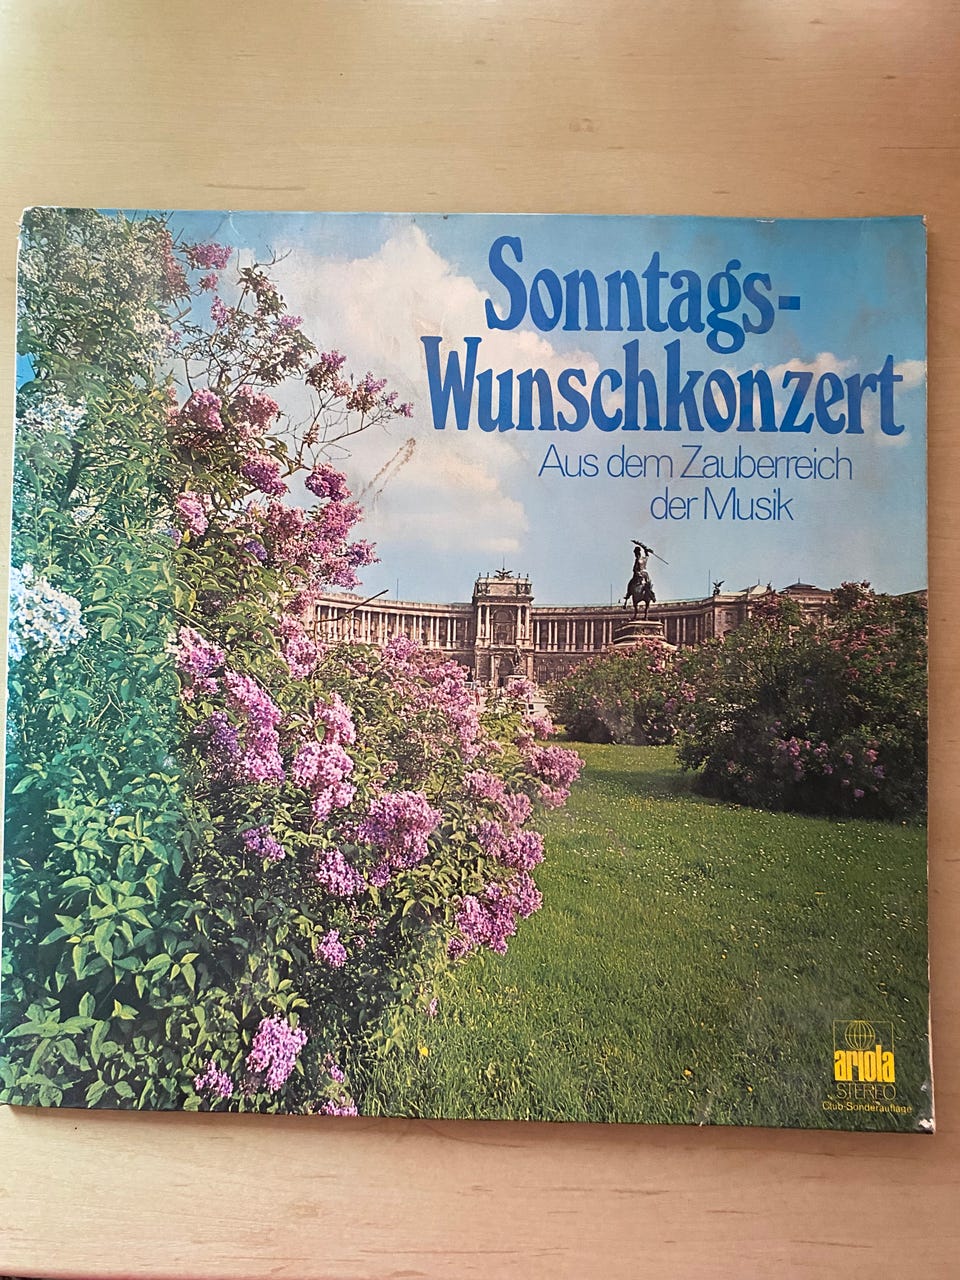 Sonntags-
Wunschkonzert
Aus dem Zauberreich
der Musik
ariola
STEREO
Club-Sonderauflage